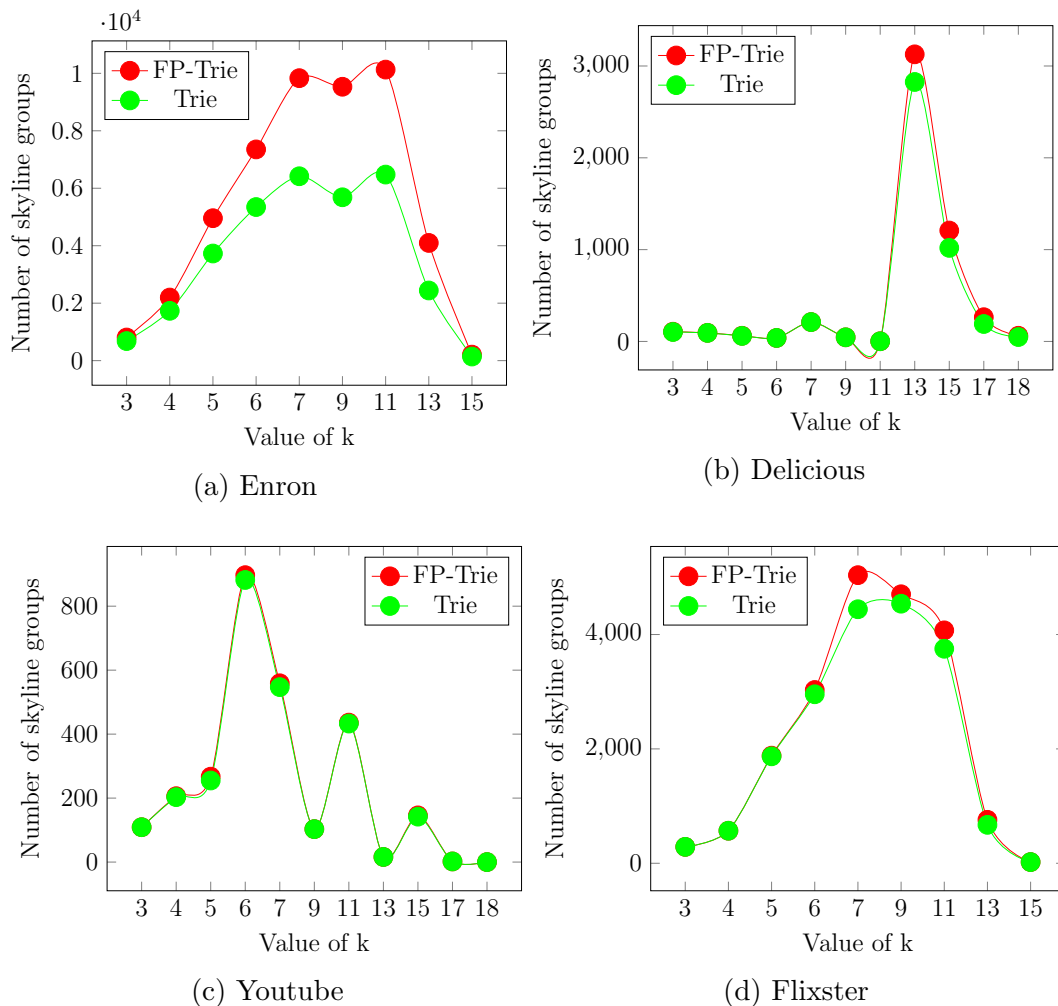 ·10⁴
Number of skyline groups
1
0.8
0.6
0.4
0.2
0
FP-Trie
Trie
3 4 5 6 7 9 11 13 15
Value of k
(a) Enron
Number of skyline groups
3,000
2,000
1,000
0
FP-Trie
Trie
3 4 5 6 7 9 11 13 15 17 18
Value of k
(b) Delicious
Number of skyline groups
800
600
400
200
0
FP-Trie
Trie
3 4 5 6 7 9 11 13 15 17 18
Value of k
(c) Youtube
Number of skyline groups
4,000
2,000
0
FP-Trie
Trie
3 4 5 6 7 9 11 13 15
Value of k
(d) Flixster